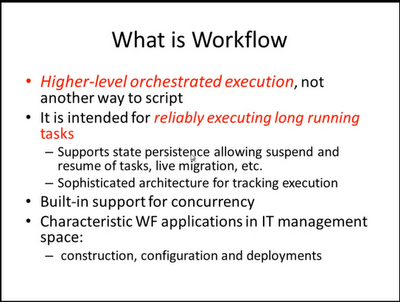 What is Workflow
• Higher-level orchestrated execution, not
another way to script
• It is intended for reliably executing long running
tasks
– Supports state persistence allowing suspend and
resume of tasks, live migration, etc.
– Sophisticated architecture for tracking execution
• Built-in support for concurrency
• Characteristic WF applications in IT management
space:
– construction, configuration and deployments